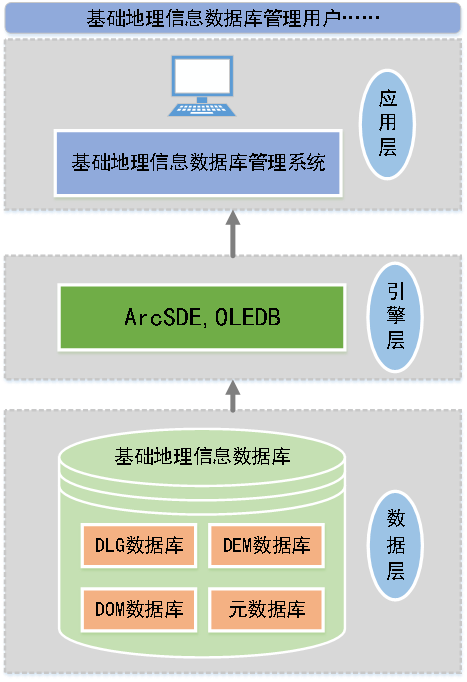 基础地理信息数据库管理用户……
应用层
基础地理信息数据库管理系统
引擎层
ArcSDE,OLEDB
基础地理信息数据库
数据层
DLG数据库
DEM数据库
DOM数据库
元数据库